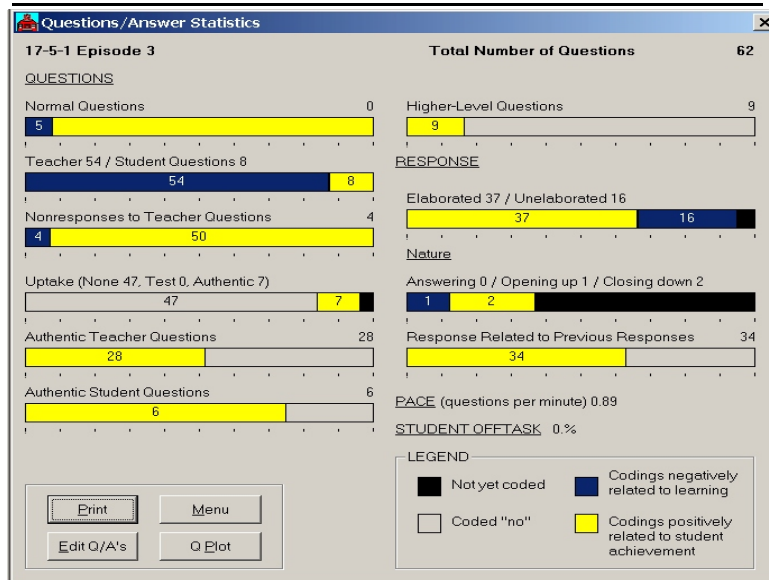 Questions/Answer Statistics
17-5-1 Episode 3
Total Number of Questions 62
QUESTIONS
Normal Questions 0
5
Teacher 54 / Student Questions 8
54 8
Nonresponses to Teacher Questions 4
4 50
Uptake (None 47, Test 0, Authentic 7)
47 7
Authentic Teacher Questions 28
28
Authentic Student Questions 6
6
Print Menu
Edit Q/A's Q Plot
Higher-Level Questions 9
9
RESPONSE
Elaborated 37 / Unelaborated 16
37 16
Nature
Answering 0 / Opening up 1 / Closing down 2
1 2
Response Related to Previous Responses 34
34
PACE (questions per minute) 0.89
STUDENT OFFTASK 0.%
LEGEND
Not yet coded
Codings negatively
related to learning
Coded "no"
Codings positively
related to student
achievement